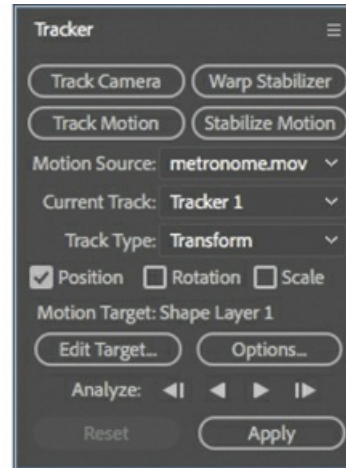 Tracker
Track Camera Warp Stabilizer
Track Motion Stabilize Motion
Motion Source: metronome.mov
Current Track: Tracker 1
Track Type: Transform
Position Rotation Scale
Motion Target: Shape Layer 1
Edit Target... Options...
Analyze:
Reset Apply